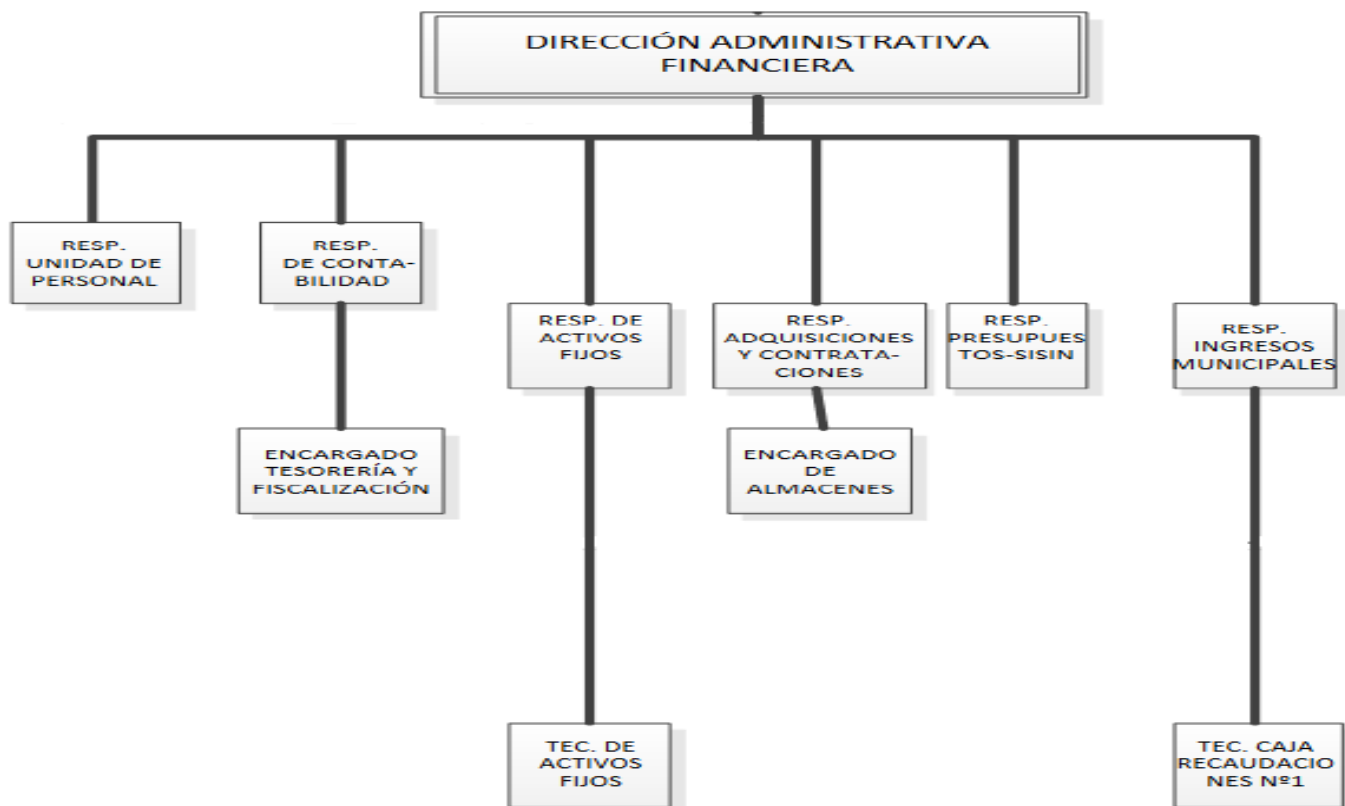 DIRECCIÓN ADMINISTRATIVA
FINANCIERA
RESP.
UNIDAD DE
PERSONAL
RESP.
DE CONTA-
BILIDAD
RESP. DE
ACTIVOS
FIJOS
RESP.
ADQUISICIONES
Y CONTRATA-
CIONES
RESP.
PRESUPUES
TOS-SISIN
RESP.
INGRESOS
MUNICIPALES
ENCARGADO
TESORERÍA Y
FISCALIZACIÓN
ENCARGADO
DE
ALMACENES
TEC. DE
ACTIVOS
FIJOS
TEC. CAJA
RECAUDACIO
NES Nº1